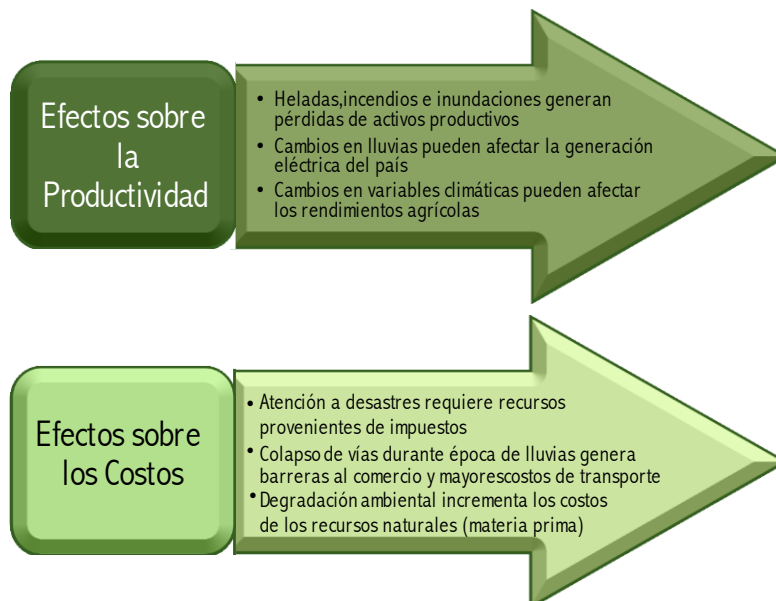 Efectos sobre
la
Productividad
• Heladas,incendios e inundaciones generan
pérdidas de activos productivos
• Cambios en lluvias pueden afectar la generación
eléctrica del país
• Cambios en variables climáticas pueden afectar
los rendimientos agrícolas
Efectos sobre
los Costos
• Atención a desastres requiere recursos
provenientes de impuestos
• Colapso de vías durante época de lluvias genera
barreras al comercio y mayorescostos de transporte
• Degradación ambiental incrementa los costos
de los recursos naturales (materia prima)